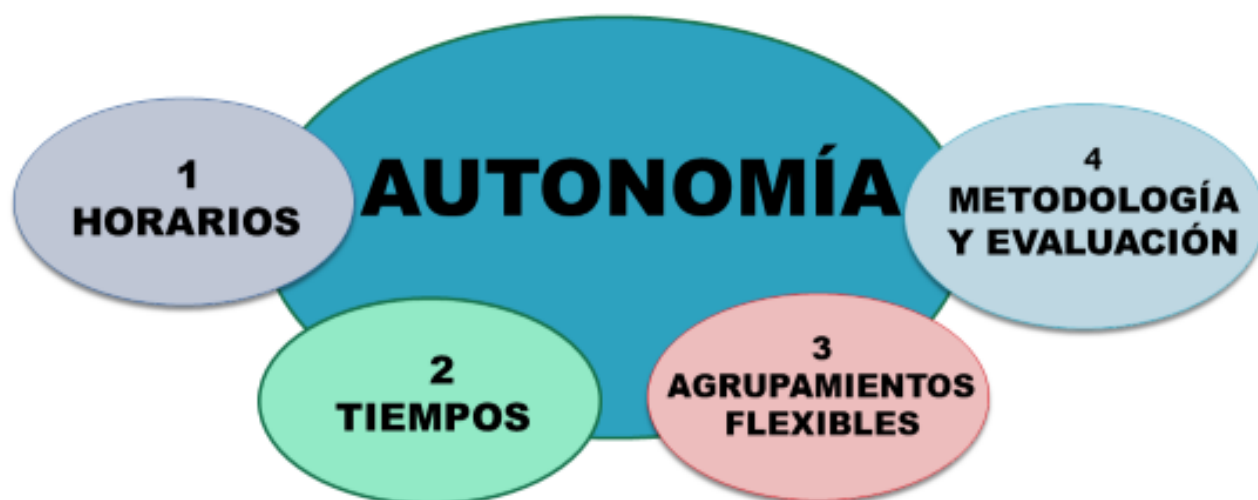 AUTONOMÍA
1
HORARIOS
2
TIEMPOS
3
AGRUPAMIENTOS
FLEXIBLES
4
METODOLOGÍA
Y EVALUACIÓN